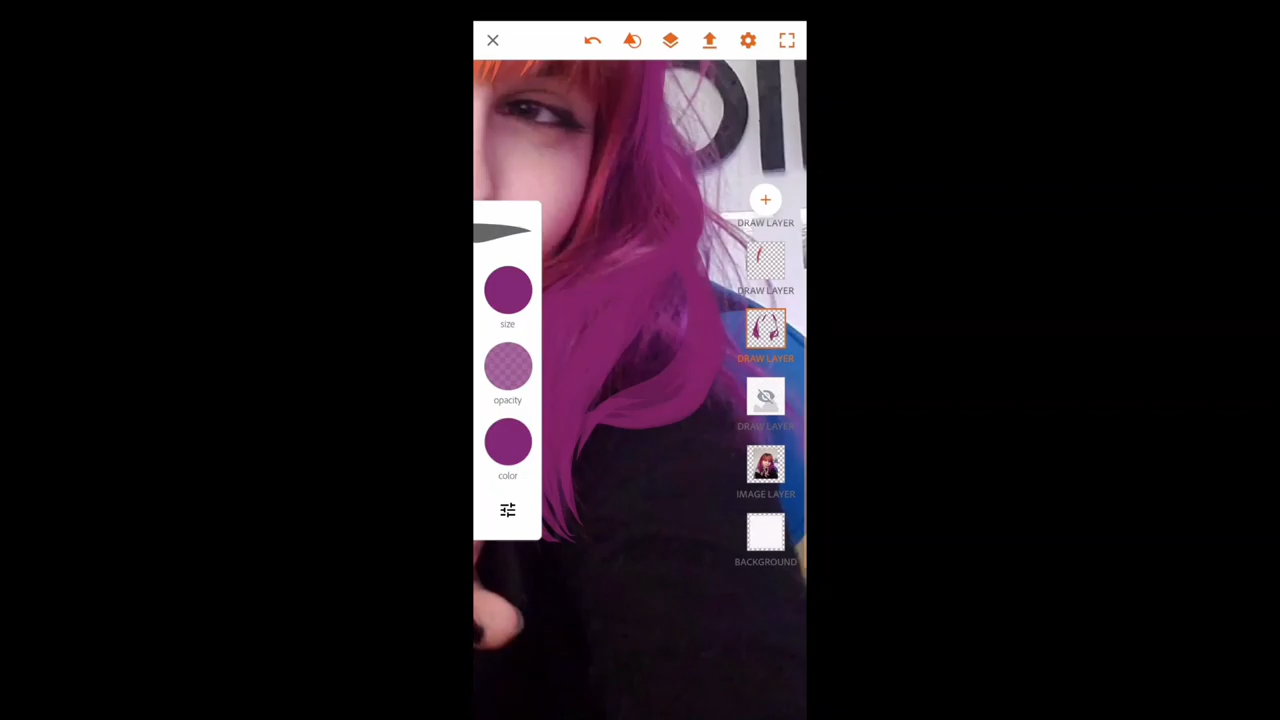 DRAW LAYER
DRAW LAYER
DRAW LAYER
DRAW LAYER
IMAGE LAYER
BACKGROUND
size
opacity
color